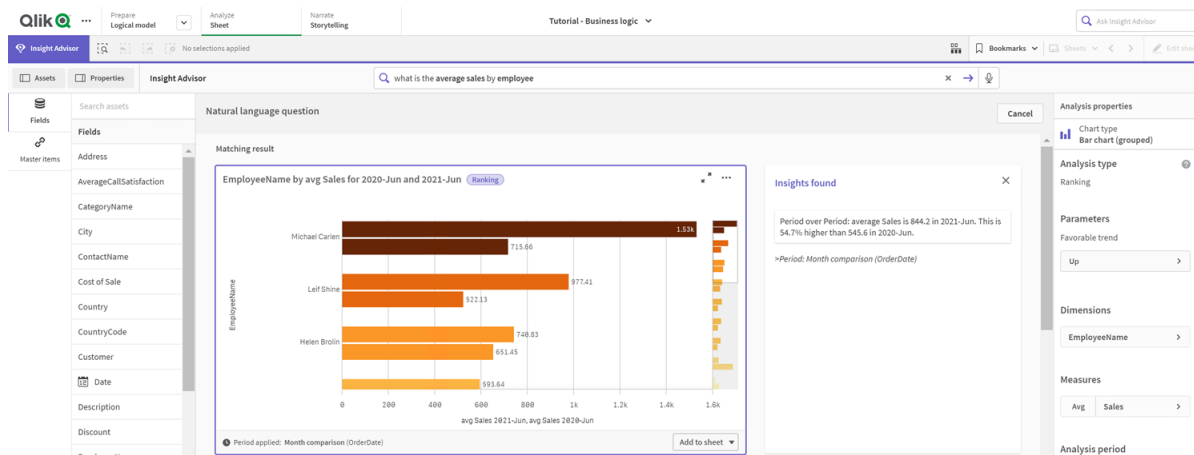 Qlik
Prepare
Logical model
Analyze
Sheet
Narrate
Storytelling
Tutorial - Business logic
Ask Insight Advisor
Insight Advisor
No selections applied
Bookmarks
Sheets
Edit shee
Assets
Properties
Insight Advisor
what is the average sales by employee
Fields
Master items
Search assets
Fields
Address
AverageCallSatisfaction
CategoryName
City
ContactName
Cost of Sale
Country
CountryCode
Customer
Date
Description
Discount
Natural language question
Cancel
Matching result
EmployeeName by avg Sales for 2020-Jun and 2021-Jun
Ranking
EmployeeName
Michael Carlen
1.53k
715.66
Leif Shine
977.41
522.13
Helen Brolin
740.83
651.45
593.64
0 200 400 600 800 1k 1.2k 1.4k 1.6k
avg Sales 2021-Jun, avg Sales 2020-Jun
Period applied: Month comparison (OrderDate)
Add to sheet
Insights found
Period over Period: average Sales is 844.2 in 2021-Jun. This is
54.7% higher than 545.6 in 2020-Jun.
>Period: Month comparison (OrderDate)
Analysis properties
Chart type
Bar chart (grouped)
Analysis type
Ranking
Parameters
Favorable trend
Up
Dimensions
EmployeeName
Measures
Avg Sales
Analysis period